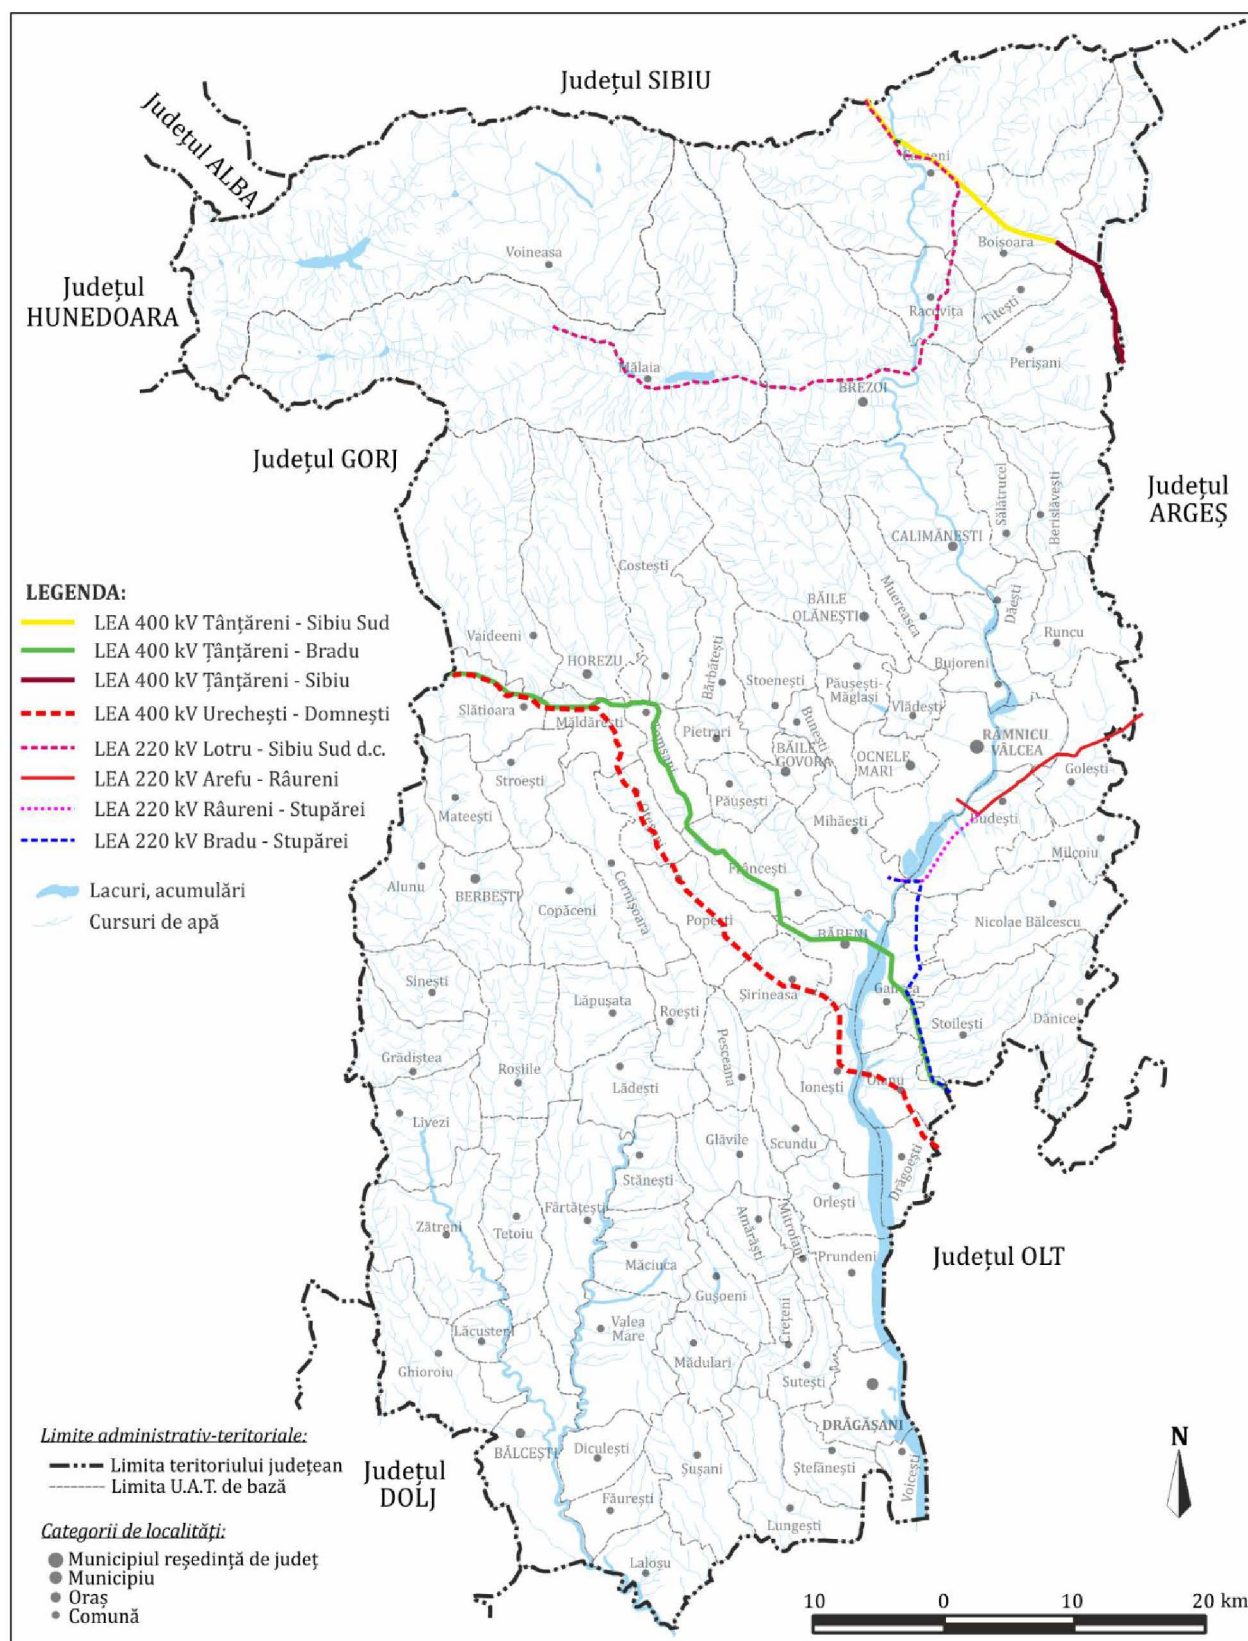 Județul SIBIU
Județul ALBA
Județul
HUNEDOARA
Județul GORJ
Județul
ARGEȘ
Câineni
Boișoara
Voineasa
Racovița
Titești
Perișani
Mălaia
BREZOI
CALIMĂNEȘTI
Sălătrucel
Berislăvești
Costești
BĂILE
OLĂNEȘTI
Muereasca
Dăești
Runcu
Vaideeni
HOREZU
Bărbătești
Stoenești
Păușești-
Măglași
Bujoreni
Vlădești
Slătioara
Măldărești
Tomșani
Pietrari
Bunești
BĂILE
GOVORA
OCNELE
MARI
RÂMNICU
VÂLCEA
Golești
Stroești
Mateești
Oteșani
Păușești
Mihăești
Budești
Milcoiu
Alunu
BERBEȘTI
Copăceni
Cernișoara
Frâncești
Popești
Nicolae Bălcescu
BĂBENI
Sinești
Lăpușata
Roești
Șirineasa
Galicea
Stoilești
Dănicei
Grădiștea
Roșiile
Lădești
Pesceana
Ionești
Olanu
Livezi
Glăvile
Scundu
Drăgoești
Stănești
Orlești
Zătreni
Tetoiu
Fârtățești
Amărăști
Mitrofani
Prundeni
Măciuca
Gușoeni
Județul OLT
Lăcusteni
Valea
Mare
Crețeni
Ghioroiu
Mădulari
Sutești
DRĂGĂȘANI
BĂLCEȘTI
Diculești
Șușani
Ștefănești
Voicești
Făurești
Lungești
Laloșu
Județul
DOLJ
LEGENDA:
LEA 400 kV Tânțăreni - Sibiu Sud
LEA 400 kV Țânțăreni - Bradu
LEA 400 kV Țânțăreni - Sibiu
LEA 400 kV Urechești - Domnești
LEA 220 kV Lotru - Sibiu Sud d.c.
LEA 220 kV Arefu - Râureni
LEA 220 kV Râureni - Stupărei
LEA 220 kV Bradu - Stupărei
Lacuri, acumulări
Cursuri de apă
Limite administrativ-teritoriale:
Limita teritoriului județean
Limita U.A.T. de bază
Categorii de localități:
Municipiul reședință de județ
Municipiu
Oraș
Comună
N
10 0 10 20 km